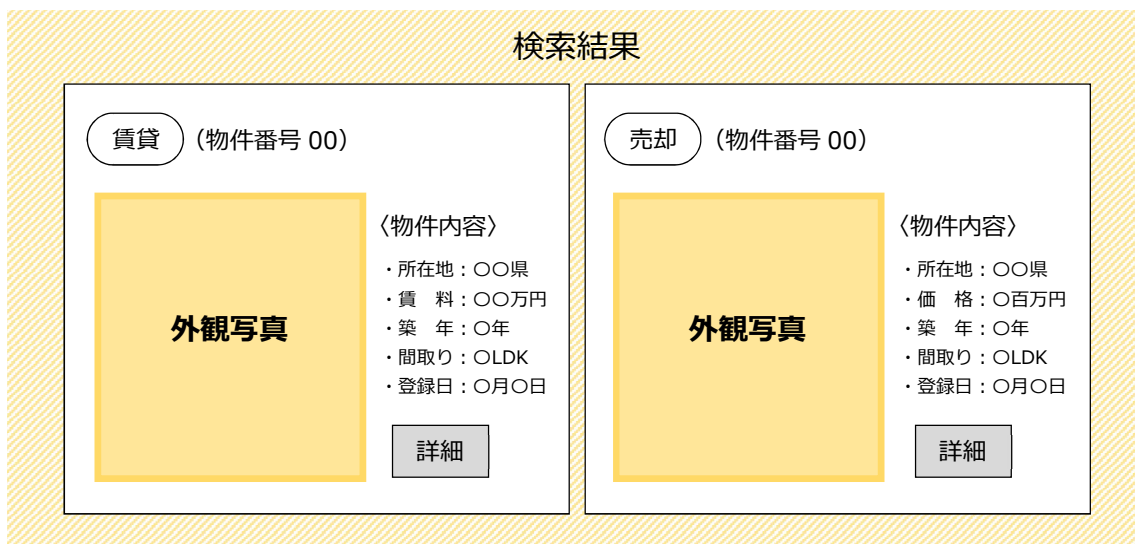 検索結果
賃貸 (物件番号 00)
外観写真
〈物件内容〉
・所在地：〇〇県
・賃　料：〇〇万円
・築　年：〇年
・間取り：〇LDK
・登録日：〇月〇日
詳細
売却 (物件番号 00)
外観写真
〈物件内容〉
・所在地：〇〇県
・価　格：〇百万円
・築　年：〇年
・間取り：〇LDK
・登録日：〇月〇日
詳細